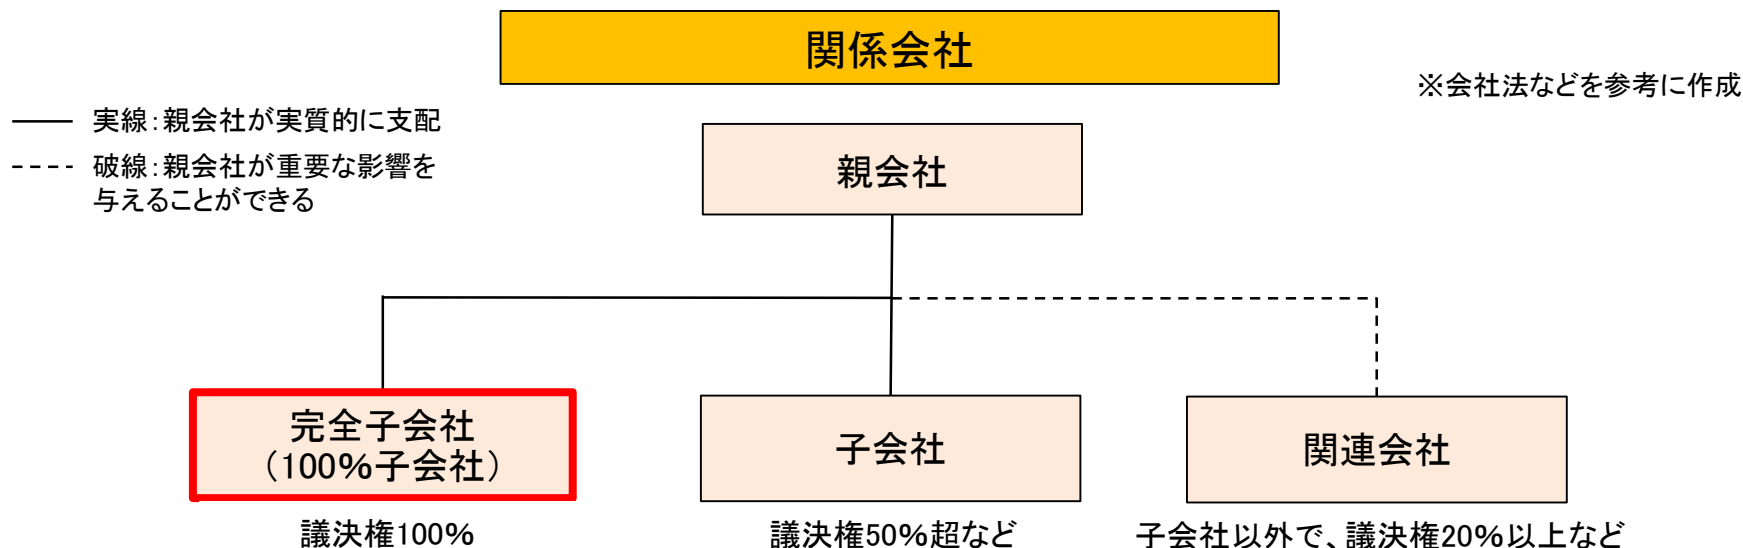 関係会社
※会社法などを参考に作成
実線：親会社が実質的に支配
破線：親会社が重要な影響を
与えることができる
親会社
完全子会社
（100％子会社）
子会社
関連会社
議決権100％
議決権50％超など
子会社以外で、議決権20％以上など